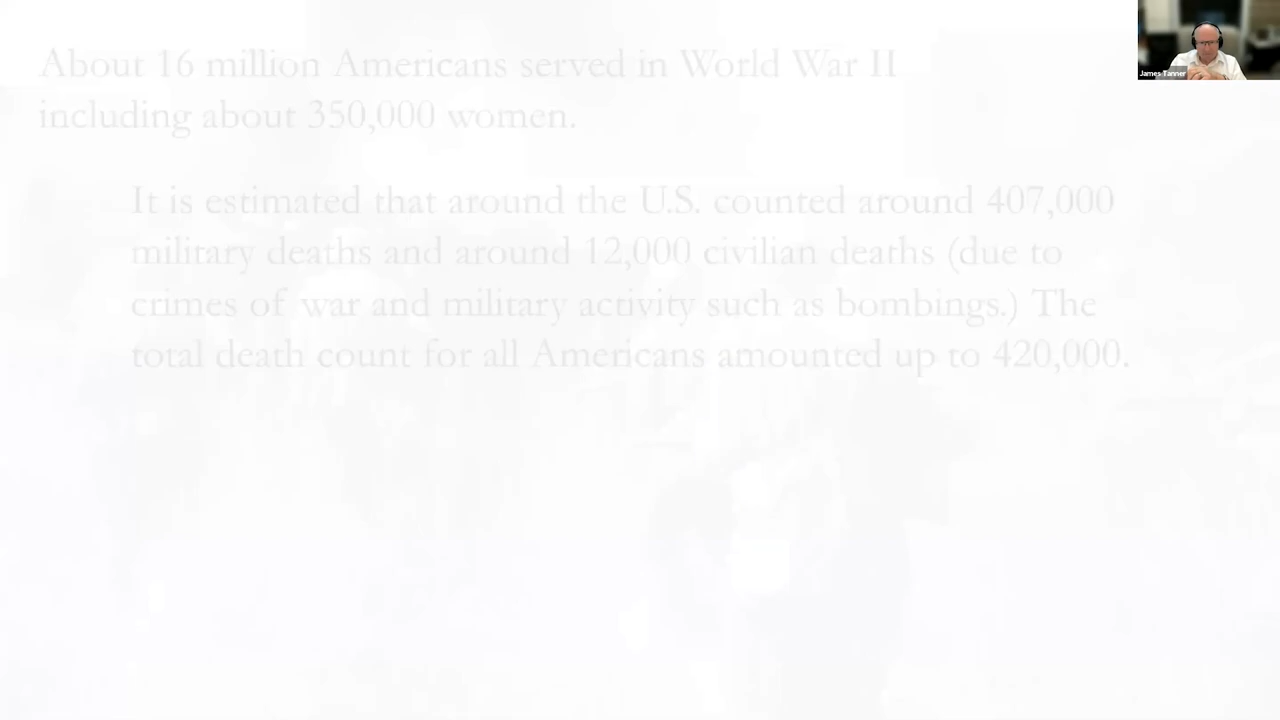 About 16 million Americans served in World War II
including about 350,000 women.
It is estimated that around the U.S. counted around 407,000
military deaths and around 12,000 civilian deaths (due to
crimes of war and military activity such as bombings.) The
total death count for all Americans amounted up to 420,000.
James Tanner